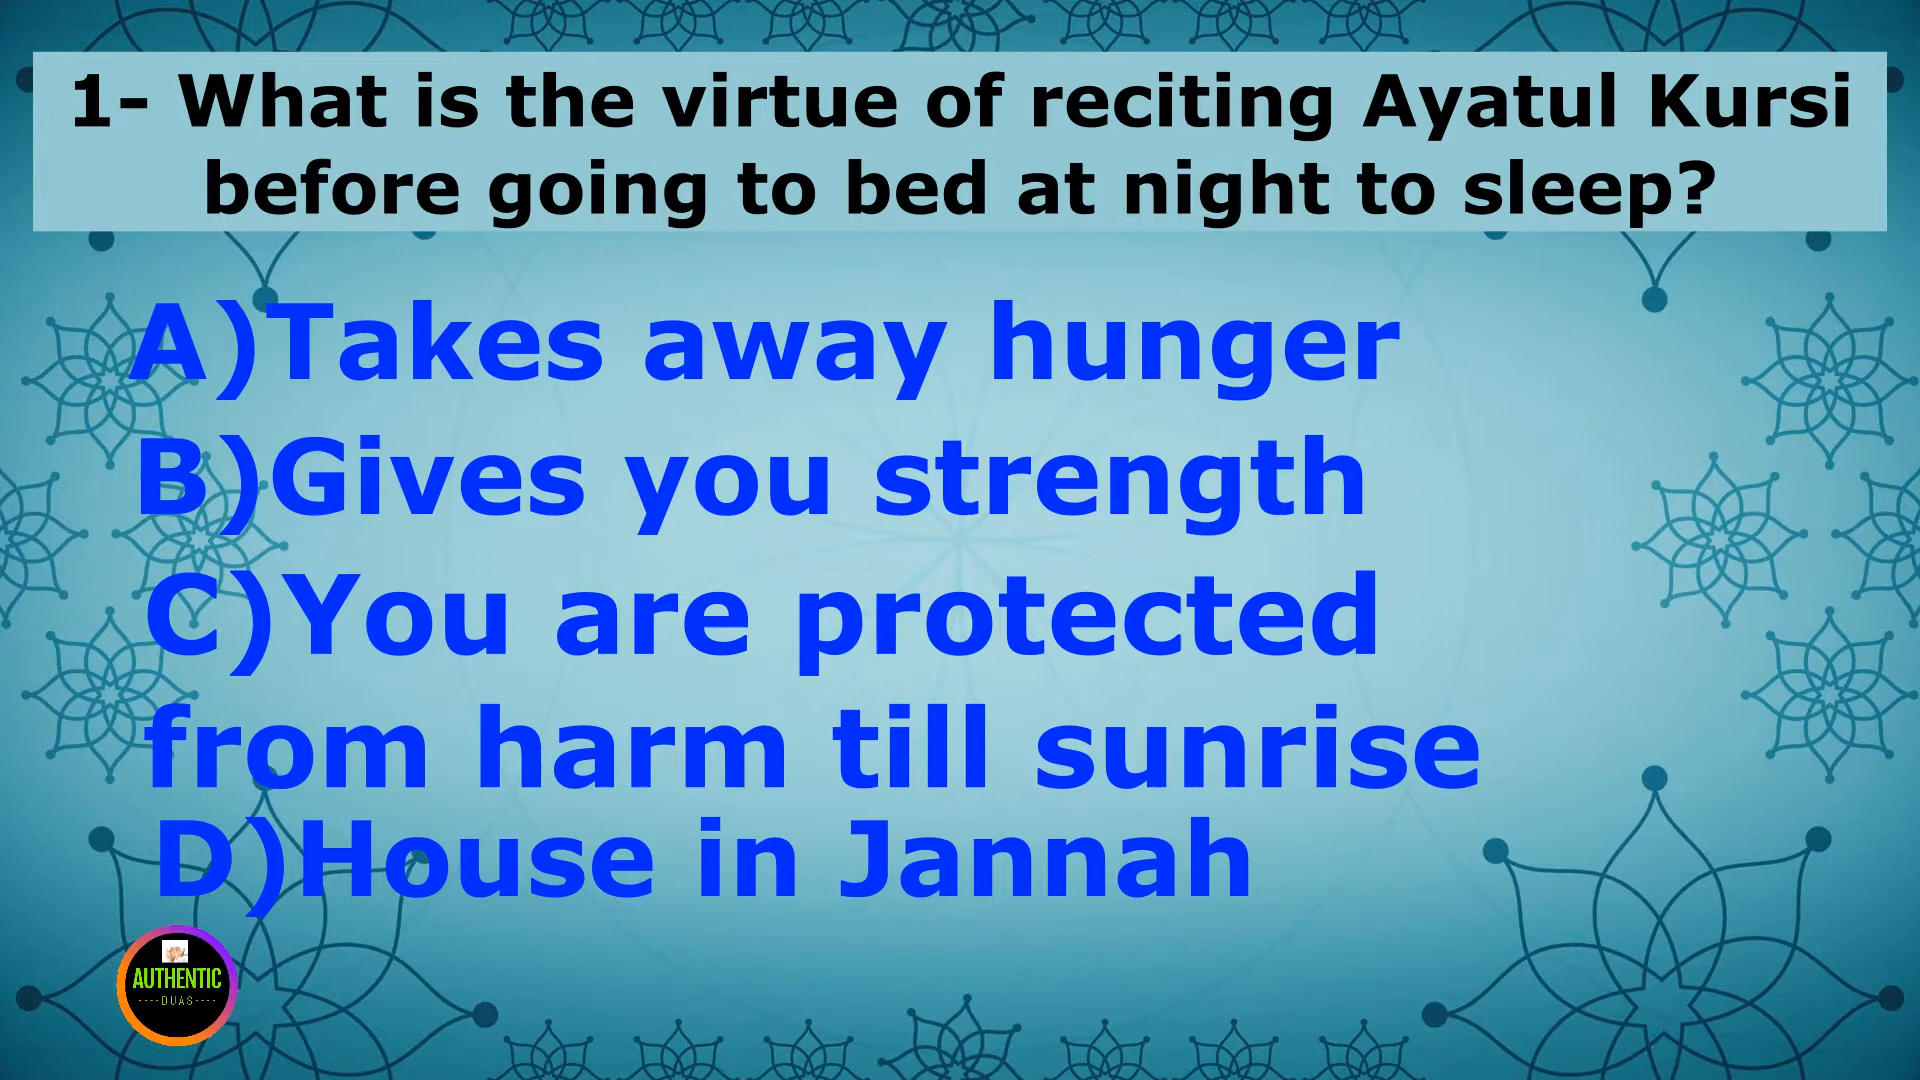 1- What is the virtue of reciting Ayatul Kursi
before going to bed at night to sleep?
A)Takes away hunger
B)Gives you strength
C)You are protected
from harm till sunrise
D)House in Jannah
AUTHENTIC
----DUAS----